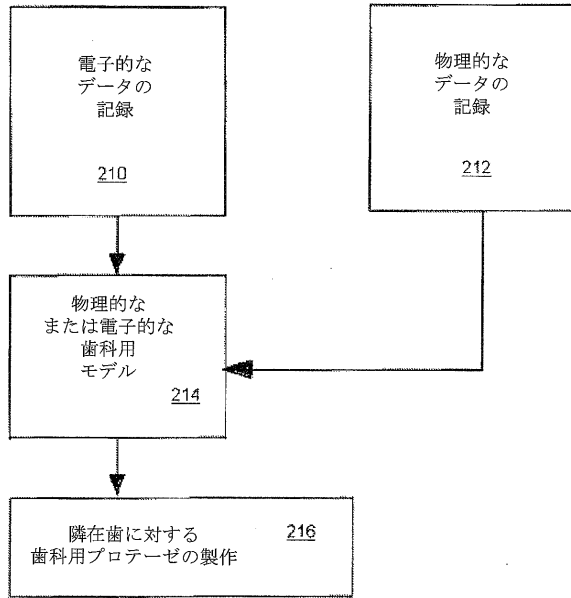 電子的な
データの
記録
210
物理的な
データの
記録
212
物理的な
または電子的な
歯科用
モデル
214
隣在歯に対する
歯科用プロテーゼの製作
216